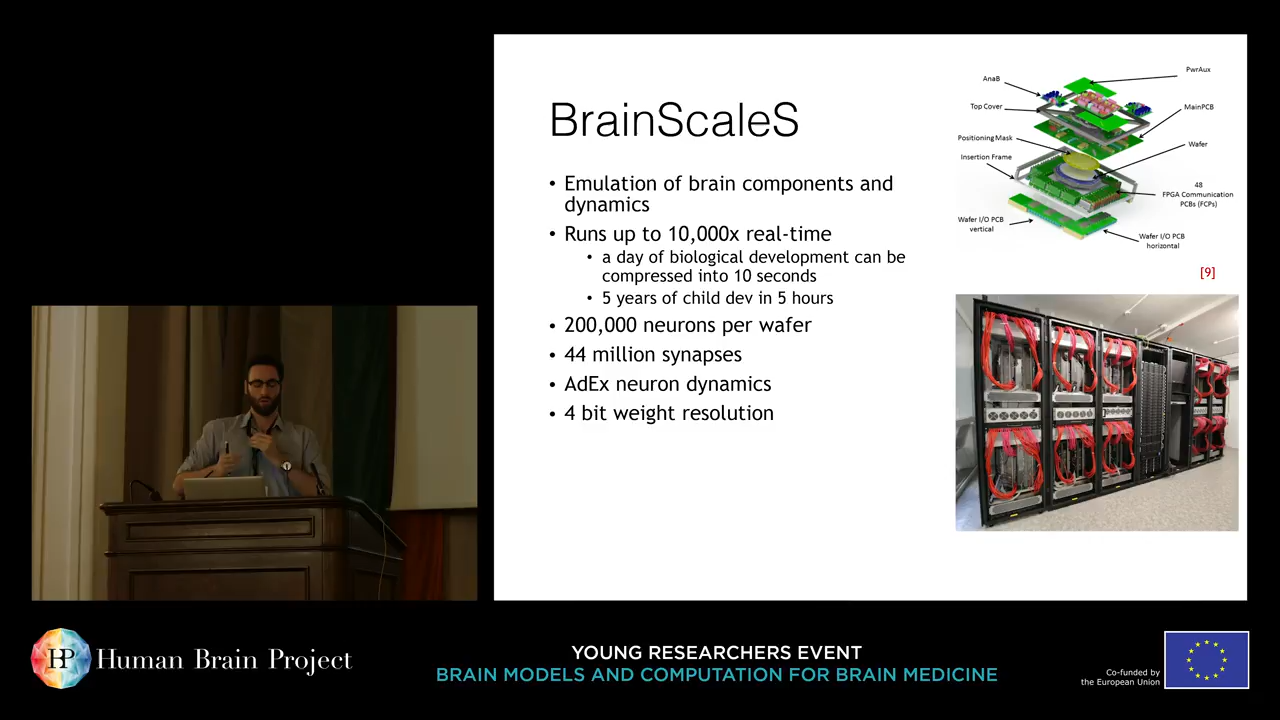 BrainScaleS
• Emulation of brain components and
dynamics
• Runs up to 10,000x real-time
• a day of biological development can be
compressed into 10 seconds
• 5 years of child dev in 5 hours
• 200,000 neurons per wafer
• 44 million synapses
• AdEx neuron dynamics
• 4 bit weight resolution
AnaB
PwrAux
Top Cover
MainPCB
Positioning Mask
Wafer
Insertion Frame
48
FPGA Communication
PCBs (FCPs)
Wafer I/O PCB
vertical
Wafer I/O PCB
horizontal
[9]
HP Human Brain Project
YOUNG RESEARCHERS EVENT
BRAIN MODELS AND COMPUTATION FOR BRAIN MEDICINE
Co-funded by
the European Union